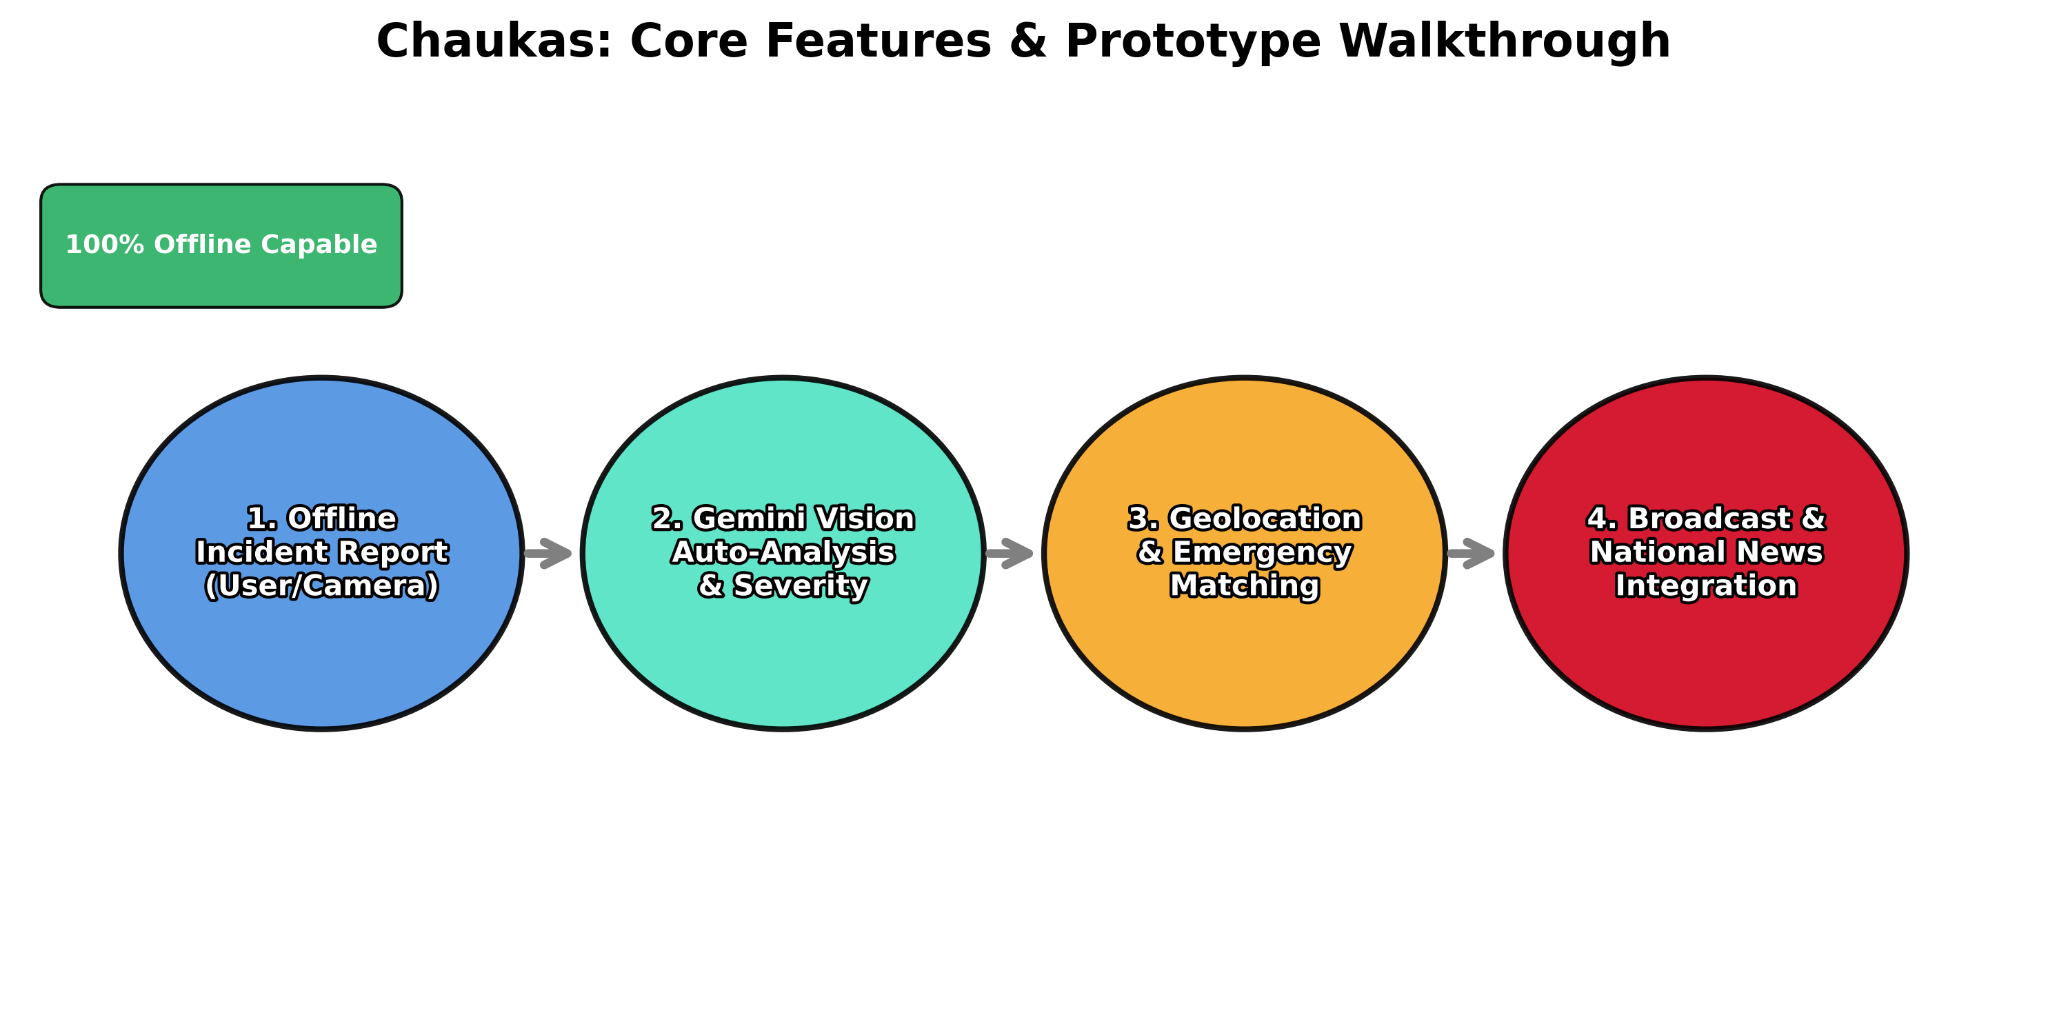 Chaukas: Core Features & Prototype Walkthrough
100% Offline Capable
1. Offline
Incident Report
(User/Camera)
2. Gemini Vision
Auto-Analysis
& Severity
3. Geolocation
& Emergency
Matching
4. Broadcast &
National News
Integration